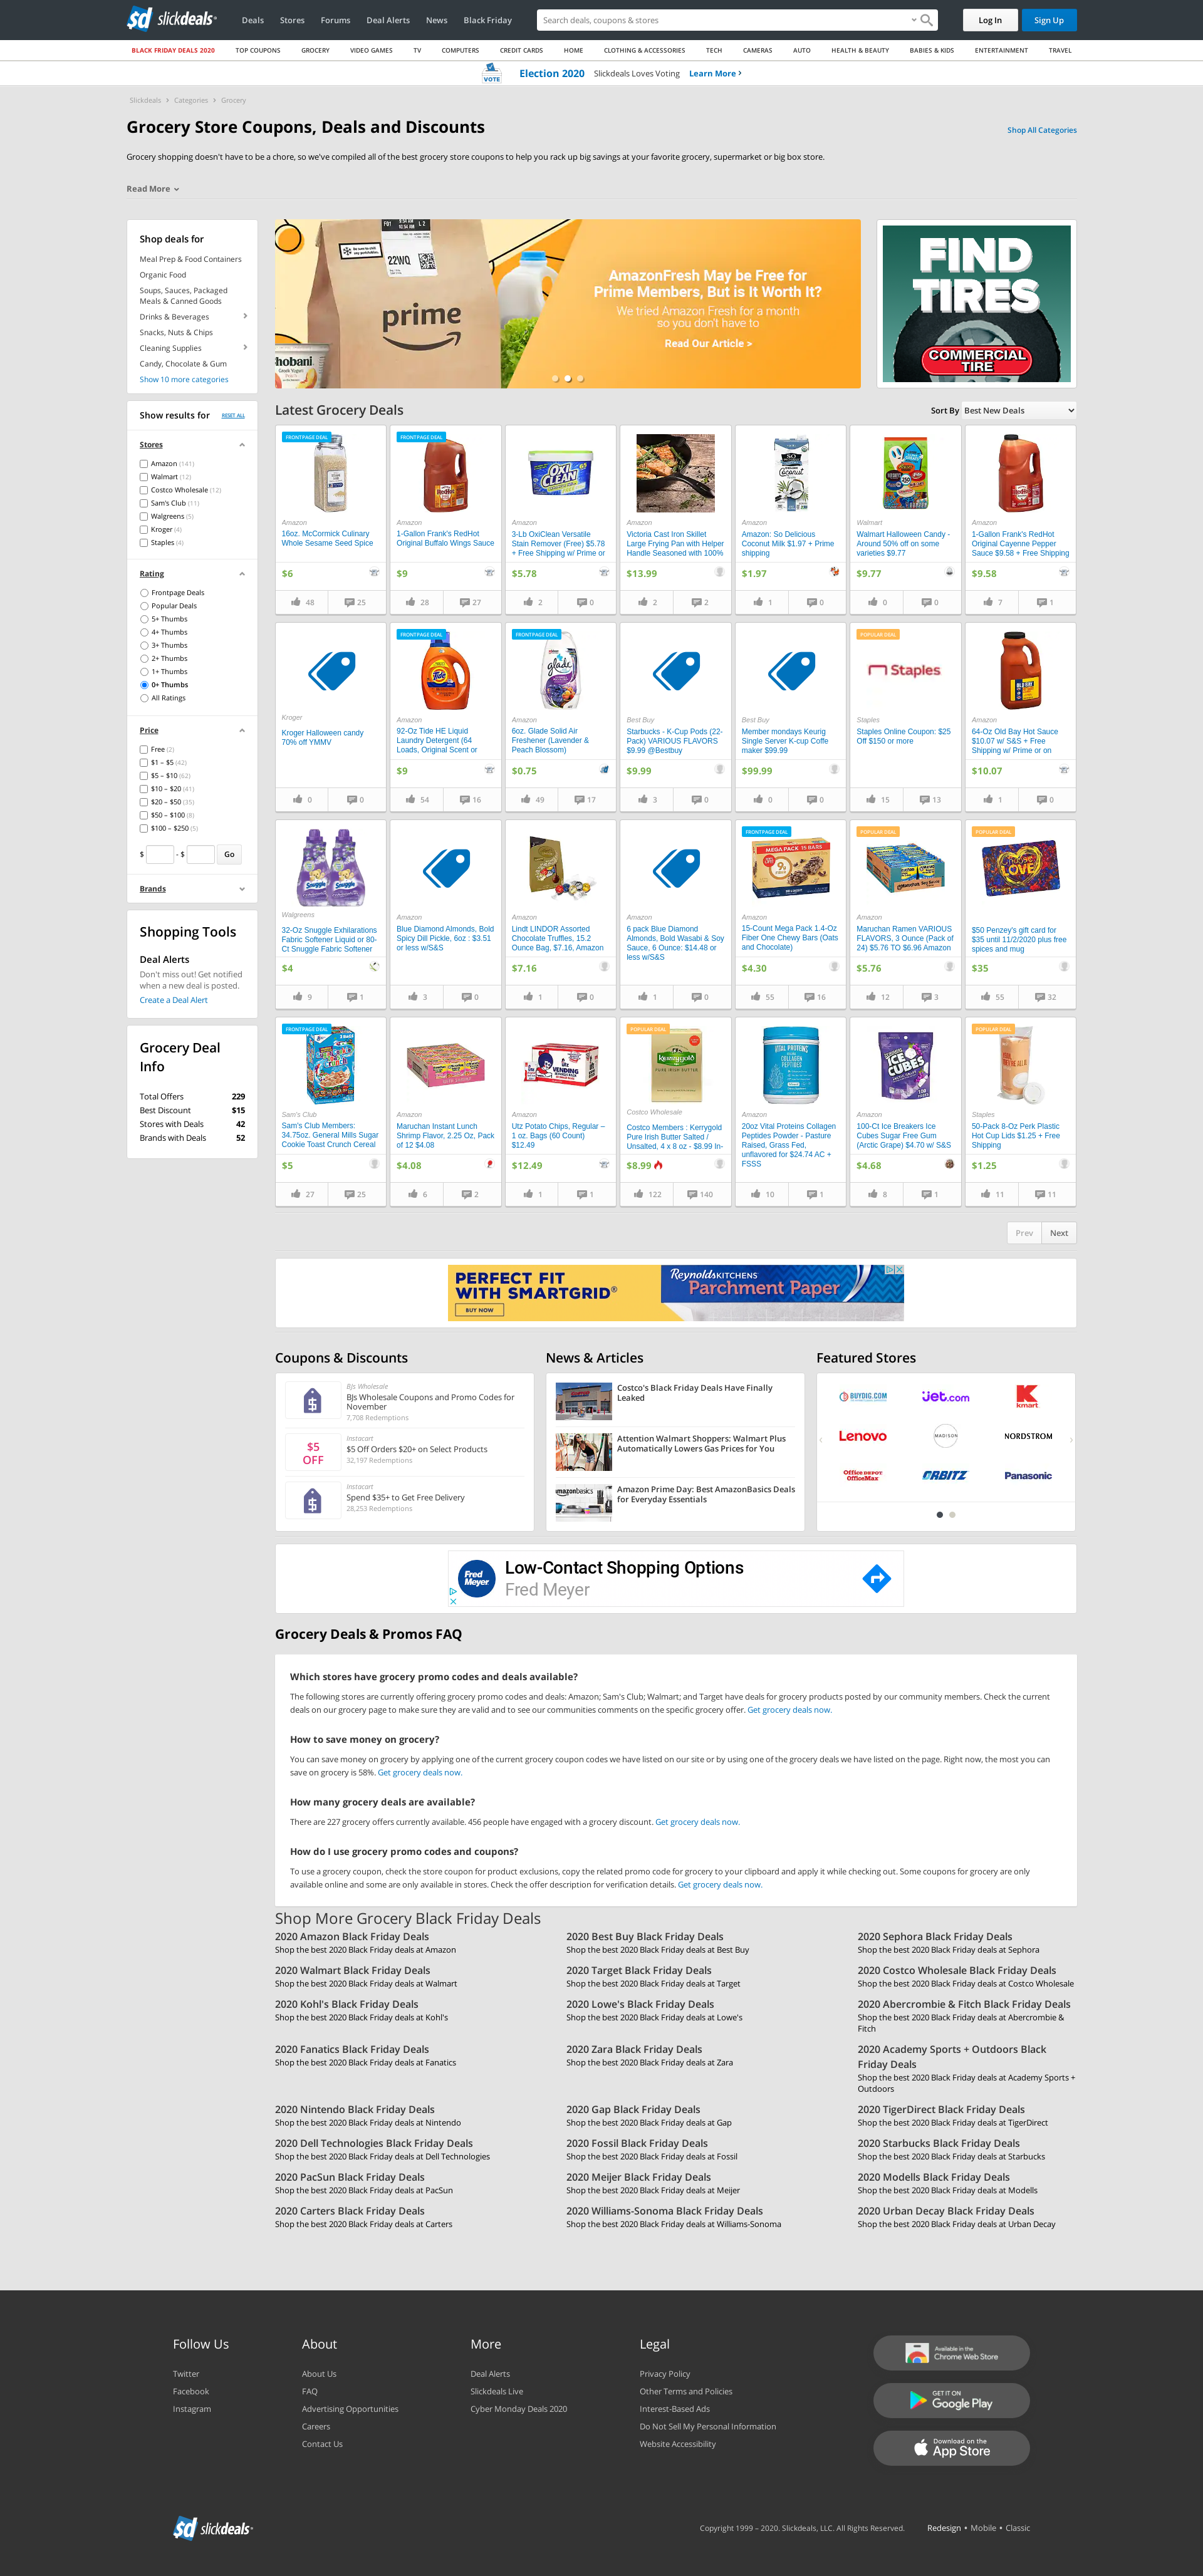 slickdeals
Deals
Stores
Forums
Deal Alerts
News
Black Friday
Search deals, coupons & stores
Log In
Sign Up
BLACK FRIDAY DEALS 2020
TOP COUPONS
GROCERY
VIDEO GAMES
TV
COMPUTERS
CREDIT CARDS
HOME
CLOTHING & ACCESSORIES
TECH
CAMERAS
AUTO
HEALTH & BEAUTY
BABIES & KIDS
ENTERTAINMENT
TRAVEL
VOTE
Election 2020 Slickdeals Loves Voting Learn More
Slickdeals > Categories > Grocery
Grocery Store Coupons, Deals and Discounts
Shop All Categories
Grocery shopping doesn't have to be a chore, so we've compiled all of the best grocery store coupons to help you rack up big savings at your favorite grocery, supermarket or big box store.
Read More
Shop deals for
Meal Prep & Food Containers
Organic Food
Soups, Sauces, Packaged
Meals & Canned Goods
Drinks & Beverages
Snacks, Nuts & Chips
Cleaning Supplies
Candy, Chocolate & Gum
Show 10 more categories
Show results for
RESET ALL
Stores
Amazon (141)
Walmart (12)
Costco Wholesale (12)
Sam's Club (11)
Walgreens (5)
Kroger (4)
Staples (4)
Rating
Frontpage Deals
Popular Deals
5+ Thumbs
4+ Thumbs
3+ Thumbs
2+ Thumbs
1+ Thumbs
0+ Thumbs
All Ratings
Price
Free (2)
$1 – $5 (42)
$5 – $10 (62)
$10 – $20 (41)
$20 – $50 (35)
$50 – $100 (8)
$100 – $250 (5)
$ - $ Go
Brands
Shopping Tools
Deal Alerts
Don't miss out! Get notified
when a new deal is posted.
Create a Deal Alert
Grocery Deal
Info
Total Offers 229
Best Discount $15
Stores with Deals 42
Brands with Deals 52
22WQ
prime
hobani
AmazonFresh May be Free for
Prime Members, But is it Worth It?
We tried Amazon Fresh for a month
so you don't have to
Read Our Article >
FIND
TIRES
COMMERCIAL
TIRE
Latest Grocery Deals
Sort By Best New Deals
FRONTPAGE DEAL
Amazon
16oz. McCormick Culinary
Whole Sesame Seed Spice
$6
48
25
FRONTPAGE DEAL
Amazon
1-Gallon Frank's RedHot
Original Buffalo Wings Sauce
$9
28
27
OXI
CLEAN
Amazon
3-Lb OxiClean Versatile
Stain Remover (Free) $5.78
+ Free Shipping w/ Prime or
$5.78
2
0
Amazon
Victoria Cast Iron Skillet
Large Frying Pan with Helper
Handle Seasoned with 100%
$13.99
2
2
SO
Coconut
Amazon
Amazon: So Delicious
Coconut Milk $1.97 + Prime
shipping
$1.97
1
0
Walmart
Walmart Halloween Candy -
Around 50% off on some
varieties $9.77
$9.77
0
0
Amazon
1-Gallon Frank's RedHot
Original Cayenne Pepper
Sauce $9.58 + Free Shipping
$9.58
7
1
Kroger
Kroger Halloween candy
70% off YMMV
0
0
FRONTPAGE DEAL
Tide
Amazon
92-Oz Tide HE Liquid
Laundry Detergent (64
Loads, Original Scent or
$9
54
16
FRONTPAGE DEAL
glade
Amazon
6oz. Glade Solid Air
Freshener (Lavender &
Peach Blossom)
$0.75
49
17
Best Buy
Starbucks - K-Cup Pods (22-
Pack) VARIOUS FLAVORS
$9.99 @Bestbuy
$9.99
3
0
Best Buy
Member mondays Keurig
Single Server K-cup Coffe
maker $99.99
$99.99
0
0
POPULAR DEAL
Staples
Staples
Staples Online Coupon: $25
Off $150 or more
15
13
Amazon
64-Oz Old Bay Hot Sauce
$10.07 w/ S&S + Free
Shipping w/ Prime or on
$10.07
1
0
Snuggle
Walgreens
32-Oz Snuggle Exhilarations
Fabric Softener Liquid or 80-
Ct Snuggle Fabric Softener
$4
9
1
Amazon
Blue Diamond Almonds, Bold
Spicy Dill Pickle, 6oz : $3.51
or less w/S&S
3
0
Amazon
Lindt LINDOR Assorted
Chocolate Truffles, 15.2
Ounce Bag, $7.16, Amazon
$7.16
1
0
Amazon
6 pack Blue Diamond
Almonds, Bold Wasabi & Soy
Sauce, 6 Ounce: $14.48 or
less w/S&S
1
0
FRONTPAGE DEAL
MEGA PACK 15 BARS
Amazon
15-Count Mega Pack 1.4-Oz
Fiber One Chewy Bars (Oats
and Chocolate)
$4.30
55
16
POPULAR DEAL
Maruchan
Amazon
Maruchan Ramen VARIOUS
FLAVORS, 3 Ounce (Pack of
24) $5.76 TO $6.96 Amazon
$5.76
12
3
POPULAR DEAL
choose
LOVE
$50 Penzey's gift card for
$35 until 11/2/2020 plus free
spices and mug
$35
55
32
FRONTPAGE DEAL
Sam's Club
Sam's Club Members:
34.75oz. General Mills Sugar
Cookie Toast Crunch Cereal
$5
27
25
Amazon
Maruchan Instant Lunch
Shrimp Flavor, 2.25 Oz, Pack
of 12 $4.08
$4.08
6
2
Utz
VENDING
Amazon
Utz Potato Chips, Regular –
1 oz. Bags (60 Count)
$12.49
$12.49
1
1
POPULAR DEAL
Kerrygold
PURE IRISH BUTTER
Costco Wholesale
Costco Members : Kerrygold
Pure Irish Butter Salted /
Unsalted, 4 x 8 oz - $8.99 In-
$8.99
122
140
VITAL PROTEINS
COLLAGEN
PEPTIDES
Amazon
20oz Vital Proteins Collagen
Peptides Powder - Pasture
Raised, Grass Fed,
unflavored for $24.74 AC +
FSSS
10
1
ICE
CUBES
Amazon
100-Ct Ice Breakers Ice
Cubes Sugar Free Gum
(Arctic Grape) $4.70 w/ S&S
$4.68
8
1
POPULAR DEAL
Staples
50-Pack 8-Oz Perk Plastic
Hot Cup Lids $1.25 + Free
Shipping
$1.25
11
11
Prev
Next
PERFECT FIT
WITH SMARTGRID®
BUY NOW
Reynolds KITCHENS
Parchment Paper
Coupons & Discounts
BJs Wholesale
BJs Wholesale Coupons and Promo Codes for
November
7,708 Redemptions
$5
OFF
Instacart
$5 Off Orders $20+ on Select Products
32,197 Redemptions
Instacart
Spend $35+ to Get Free Delivery
28,253 Redemptions
News & Articles
Costco's Black Friday Deals Have Finally
Leaked
Attention Walmart Shoppers: Walmart Plus
Automatically Lowers Gas Prices for You
amazonbasics
Amazon Prime Day: Best AmazonBasics Deals
for Everyday Essentials
Featured Stores
BUYDIG.COM
jet.com
kmart
Lenovo
MADISON
NORDSTROM
Office DEPOT
OfficeMax
ORBITZ
Panasonic
Fred
Meyer
Low-Contact Shopping Options
Fred Meyer
Grocery Deals & Promos FAQ
Which stores have grocery promo codes and deals available?
The following stores are currently offering grocery promo codes and deals: Amazon; Sam's Club; Walmart; and Target have deals for grocery products posted by our community members. Check the current
deals on our grocery page to make sure they are valid and to see our communities comments on the specific grocery offer. Get grocery deals now.
How to save money on grocery?
You can save money on grocery by applying one of the current grocery coupon codes we have listed on our site or by using one of the grocery deals we have listed on the page. Right now, the most you can
save on grocery is 58%. Get grocery deals now.
How many grocery deals are available?
There are 227 grocery offers currently available. 456 people have engaged with a grocery discount. Get grocery deals now.
How do I use grocery promo codes and coupons?
To use a grocery coupon, check the store coupon for product exclusions, copy the related promo code for grocery to your clipboard and apply it while checking out. Some coupons for grocery are only
available online and some are only available in stores. Check the offer description for verification details. Get grocery deals now.
Shop More Grocery Black Friday Deals
2020 Amazon Black Friday Deals
Shop the best 2020 Black Friday deals at Amazon
2020 Best Buy Black Friday Deals
Shop the best 2020 Black Friday deals at Best Buy
2020 Sephora Black Friday Deals
Shop the best 2020 Black Friday deals at Sephora
2020 Walmart Black Friday Deals
Shop the best 2020 Black Friday deals at Walmart
2020 Target Black Friday Deals
Shop the best 2020 Black Friday deals at Target
2020 Costco Wholesale Black Friday Deals
Shop the best 2020 Black Friday deals at Costco Wholesale
2020 Kohl's Black Friday Deals
Shop the best 2020 Black Friday deals at Kohl's
2020 Lowe's Black Friday Deals
Shop the best 2020 Black Friday deals at Lowe's
2020 Abercrombie & Fitch Black Friday Deals
Shop the best 2020 Black Friday deals at Abercrombie &
Fitch
2020 Fanatics Black Friday Deals
Shop the best 2020 Black Friday deals at Fanatics
2020 Zara Black Friday Deals
Shop the best 2020 Black Friday deals at Zara
2020 Academy Sports + Outdoors Black
Friday Deals
Shop the best 2020 Black Friday deals at Academy Sports +
Outdoors
2020 Nintendo Black Friday Deals
Shop the best 2020 Black Friday deals at Nintendo
2020 Gap Black Friday Deals
Shop the best 2020 Black Friday deals at Gap
2020 TigerDirect Black Friday Deals
Shop the best 2020 Black Friday deals at TigerDirect
2020 Dell Technologies Black Friday Deals
Shop the best 2020 Black Friday deals at Dell Technologies
2020 Fossil Black Friday Deals
Shop the best 2020 Black Friday deals at Fossil
2020 Starbucks Black Friday Deals
Shop the best 2020 Black Friday deals at Starbucks
2020 PacSun Black Friday Deals
Shop the best 2020 Black Friday deals at PacSun
2020 Meijer Black Friday Deals
Shop the best 2020 Black Friday deals at Meijer
2020 Modells Black Friday Deals
Shop the best 2020 Black Friday deals at Modells
2020 Carters Black Friday Deals
Shop the best 2020 Black Friday deals at Carters
2020 Williams-Sonoma Black Friday Deals
Shop the best 2020 Black Friday deals at Williams-Sonoma
2020 Urban Decay Black Friday Deals
Shop the best 2020 Black Friday deals at Urban Decay
Follow Us
Twitter
Facebook
Instagram
About
About Us
FAQ
Advertising Opportunities
Careers
Contact Us
More
Deal Alerts
Slickdeals Live
Cyber Monday Deals 2020
Legal
Privacy Policy
Other Terms and Policies
Interest-Based Ads
Do Not Sell My Personal Information
Website Accessibility
Available in the
Chrome Web Store
GET IT ON
Google Play
Download on the
App Store
slickdeals
Copyright 1999 – 2020. Slickdeals, LLC. All Rights Reserved.
Redesign • Mobile • Classic